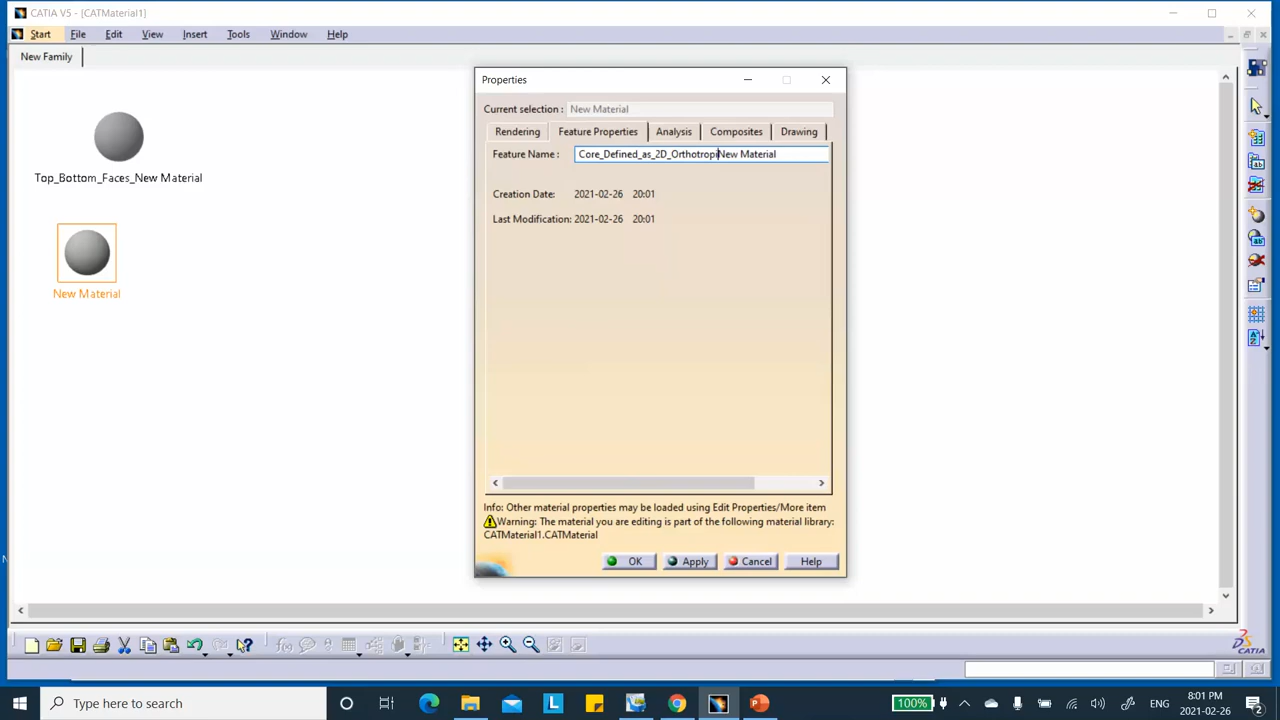 CATIA V5 - [CATMaterial1]
Start File Edit View Insert Tools Window Help
New Family
Top_Bottom_Faces_New Material
New Material
Properties
Current selection : New Material
Rendering Feature Properties Analysis Composites Drawing
Feature Name : Core_Defined_as_2D_OrthotropiNew Material
Creation Date: 2021-02-26 20:01
Last Modification: 2021-02-26 20:01
Info: Other material properties may be loaded using Edit Properties/More item
Warning: The material you are editing is part of the following material library:
CATMaterial1.CATMaterial
OK Apply Cancel Help
CATIA
Type here to search
100%
ENG
8:01 PM
2021-02-26
2